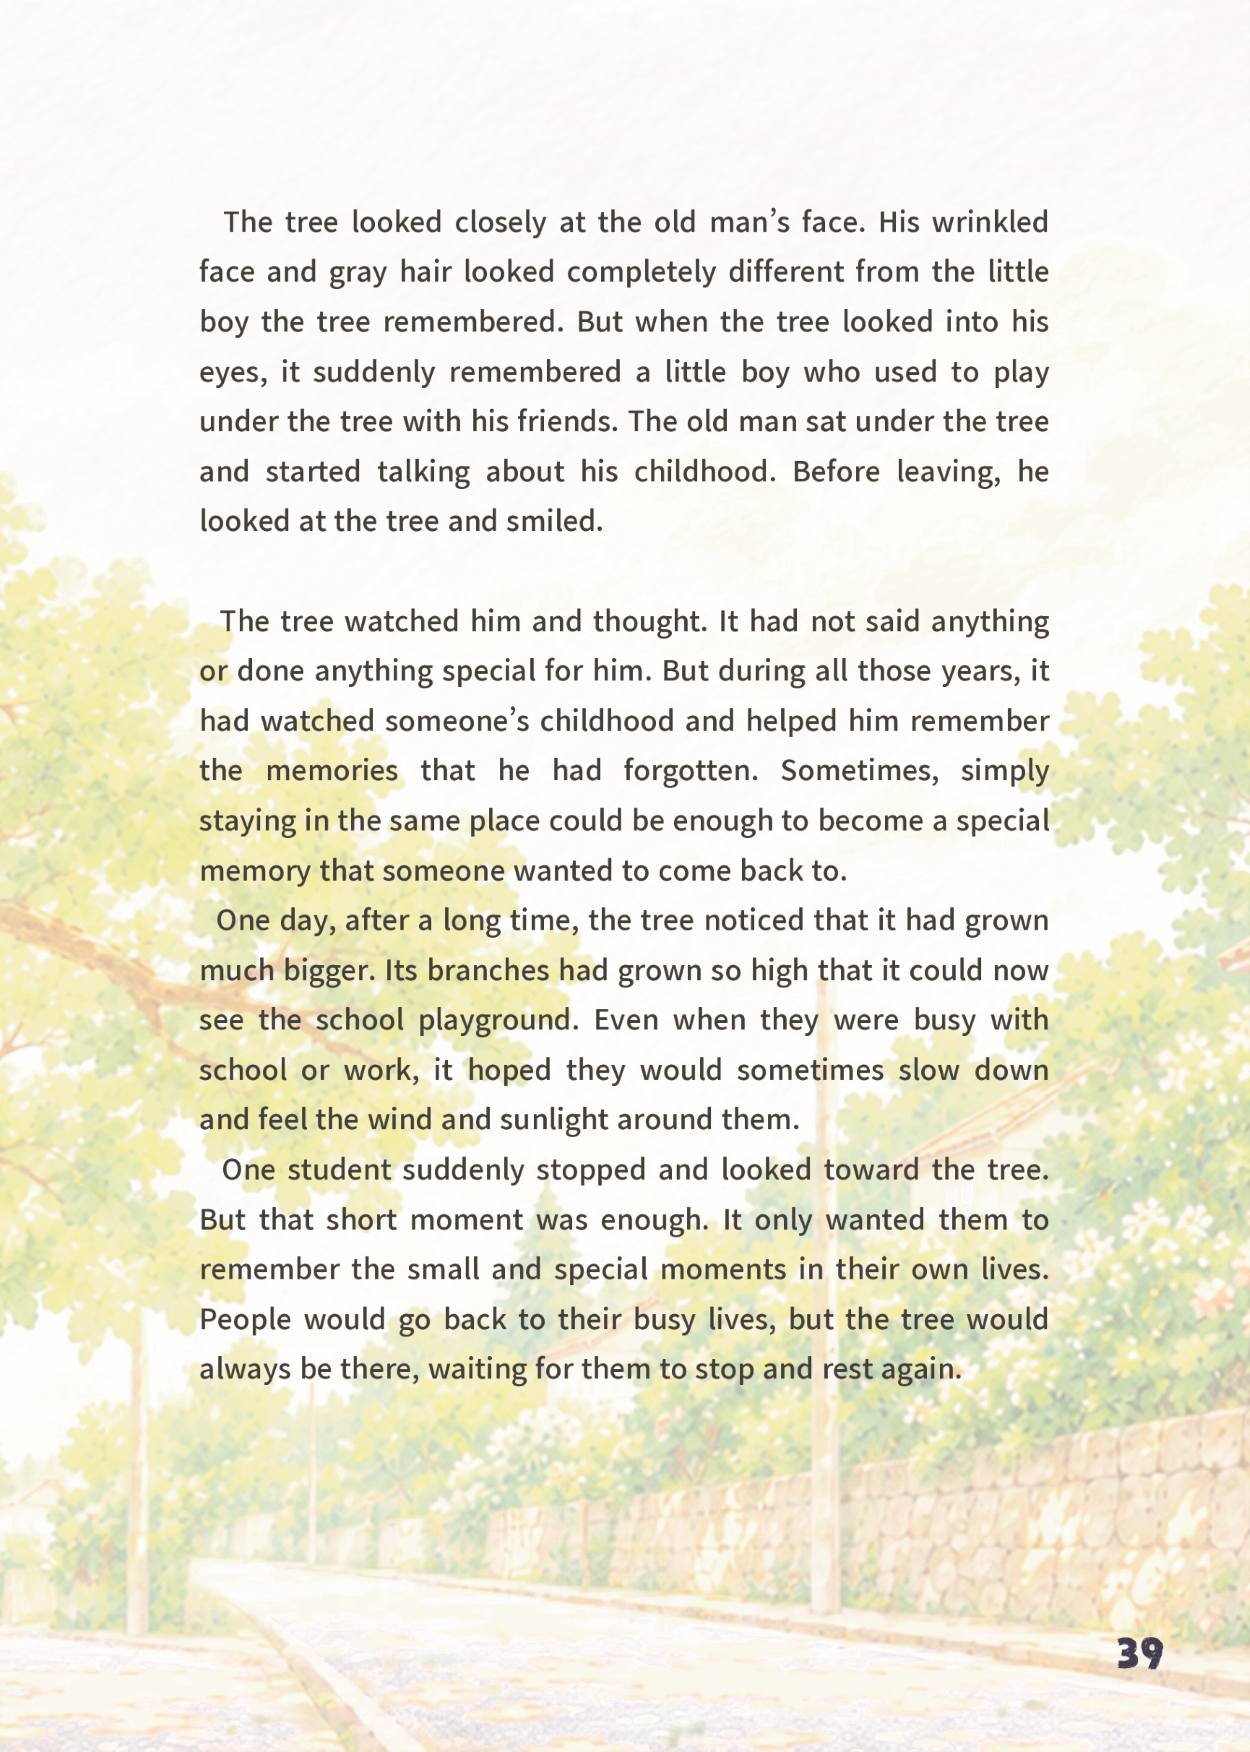 The tree looked closely at the old man’s face. His wrinkled
face and gray hair looked completely different from the little
boy the tree remembered. But when the tree looked into his
eyes, it suddenly remembered a little boy who used to play
under the tree with his friends. The old man sat under the tree
and started talking about his childhood. Before leaving, he
looked at the tree and smiled.
The tree watched him and thought. It had not said anything
or done anything special for him. But during all those years, it
had watched someone’s childhood and helped him remember
the memories that he had forgotten. Sometimes, simply
staying in the same place could be enough to become a special
memory that someone wanted to come back to.
One day, after a long time, the tree noticed that it had grown
much bigger. Its branches had grown so high that it could now
see the school playground. Even when they were busy with
school or work, it hoped they would sometimes slow down
and feel the wind and sunlight around them.
One student suddenly stopped and looked toward the tree.
But that short moment was enough. It only wanted them to
remember the small and special moments in their own lives.
People would go back to their busy lives, but the tree would
always be there, waiting for them to stop and rest again.
39